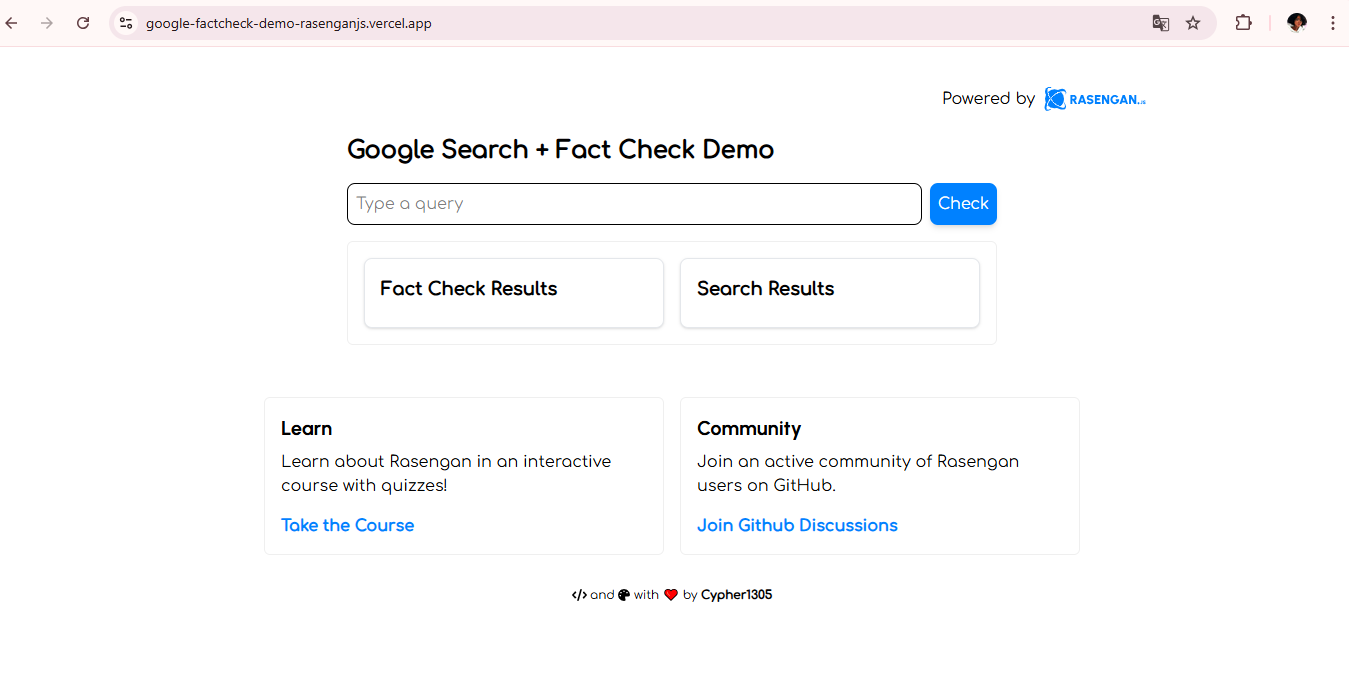 google-factcheck-demo-rasenganjs.vercel.app
Powered by RASENGAN.JS
Google Search + Fact Check Demo
Type a query
Check
Fact Check Results
Search Results
Learn
Learn about Rasengan in an interactive
course with quizzes!
Take the Course
Community
Join an active community of Rasengan
users on GitHub.
Join Github Discussions
</> and with by Cypher1305